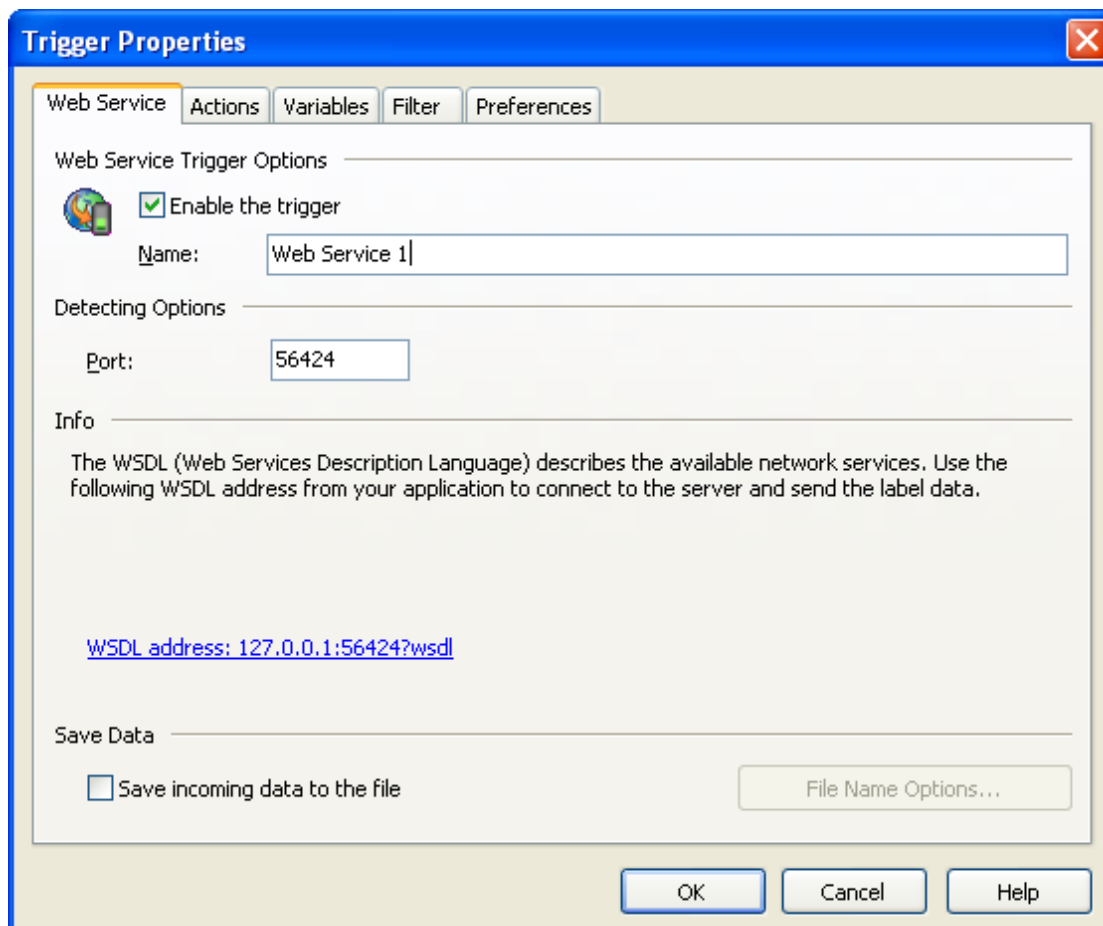 Trigger Properties
Web Service Actions Variables Filter Preferences
Web Service Trigger Options
Enable the trigger
Name: Web Service 1
Detecting Options
Port: 56424
Info
The WSDL (Web Services Description Language) describes the available network services. Use the
following WSDL address from your application to connect to the server and send the label data.
WSDL address: 127.0.0.1:56424?wsdl
Save Data
Save incoming data to the file File Name Options...
OK Cancel Help